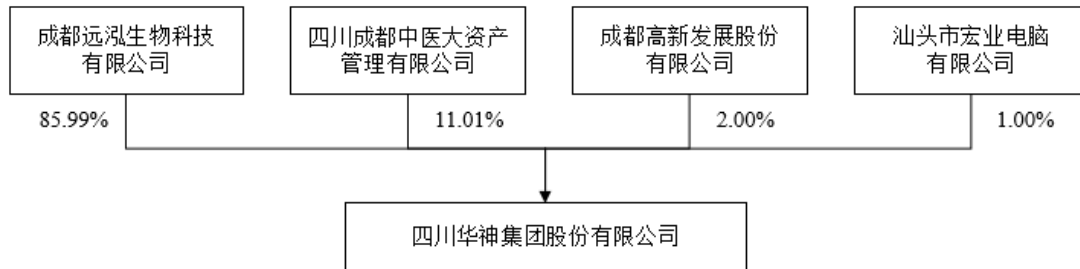 成都远泓生物科技
有限公司
四川成都中医大资产
管理有限公司
成都高新发展股份
有限公司
汕头市宏业电脑
有限公司
85.99%
11.01%
2.00%
1.00%
四川华神集团股份有限公司